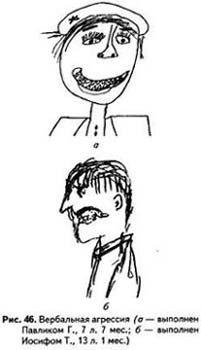 а
б
Рис. 46. Вербальная агрессия (а — выполнен
Павликом Г., 7 л. 7 мес.; б — выполнен
Иосифом Т., 13 л. 1 мес.)